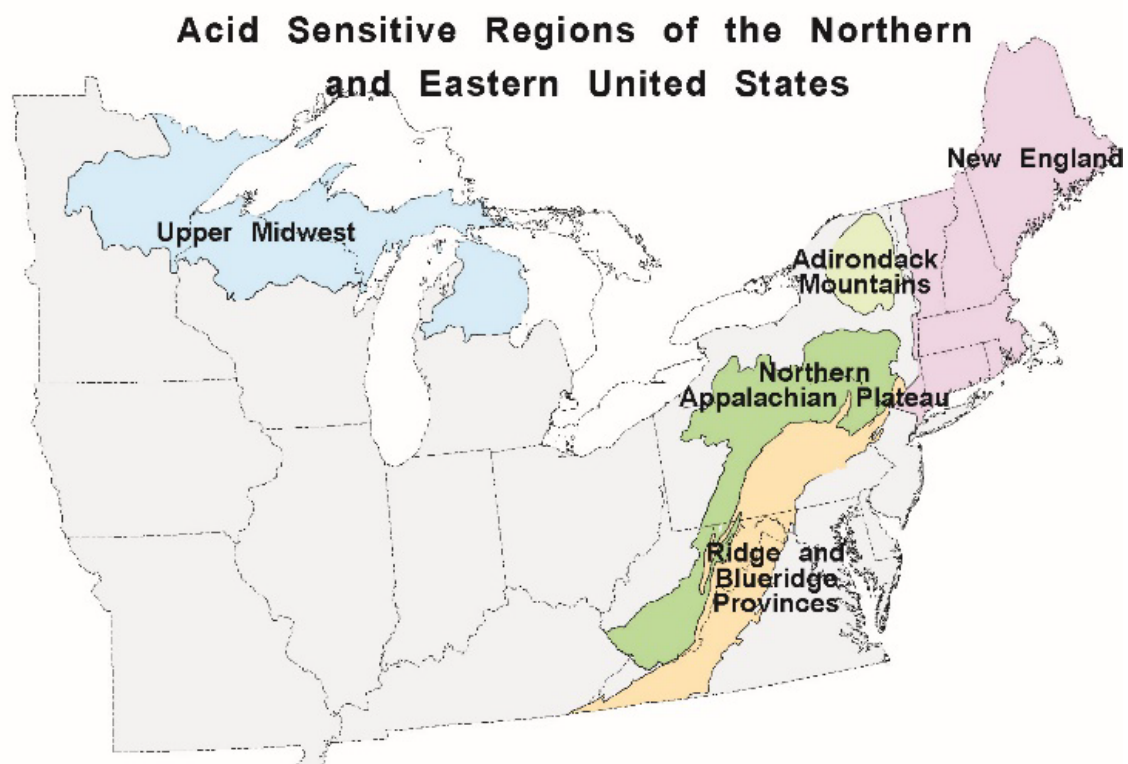 Acid Sensitive Regions of the Northern
and Eastern United States
New England
Upper Midwest
Adirondack
Mountains
Northern
Appalachian Plateau
Ridge and
Blueridge
Provinces